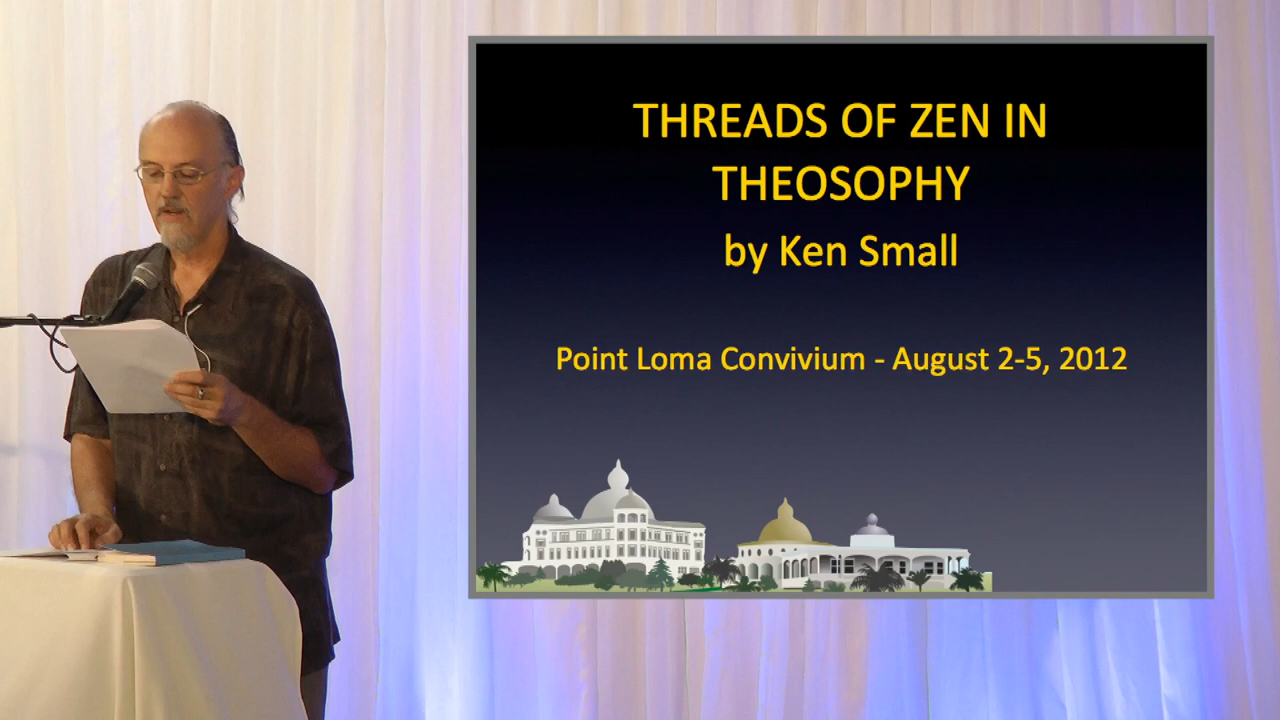 THREADS OF ZEN IN
THEOSOPHY
by Ken Small
Point Loma Convivium - August 2-5, 2012